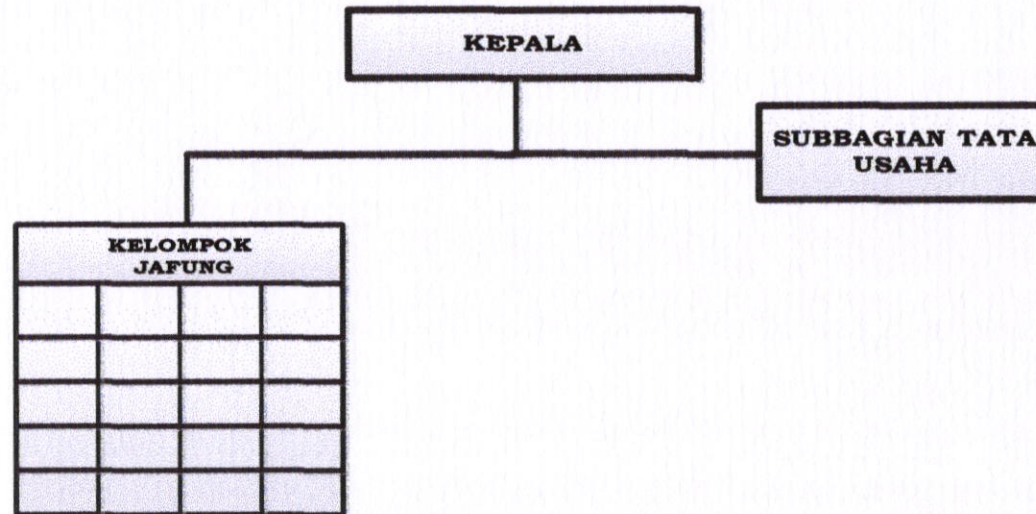 KEPALA
SUBBAGIAN TATA
USAHA
KELOMPOK
JAFUNG